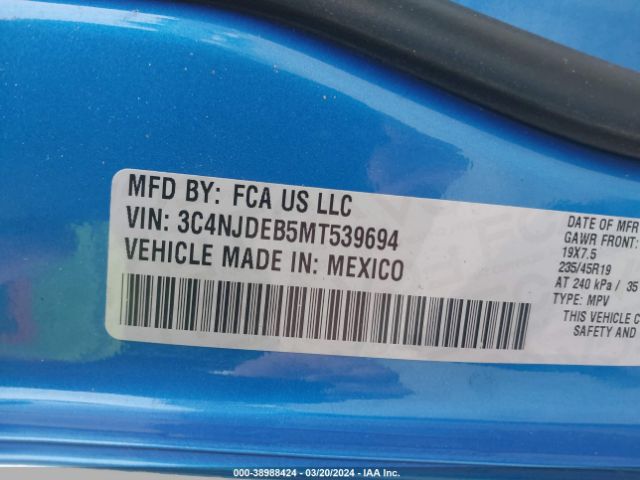 MFD BY: FCA US LLC
VIN: 3C4NJDEB5MT539694
VEHICLE MADE IN: MEXICO
DATE OF MFR
GAWR FRONT:
19X7.5
235/45R19
AT 240 kPa / 35
TYPE: MPV
THIS VEHICLE C
SAFETY AND
000-38988424 - 03/20/2024 - IAA Inc.